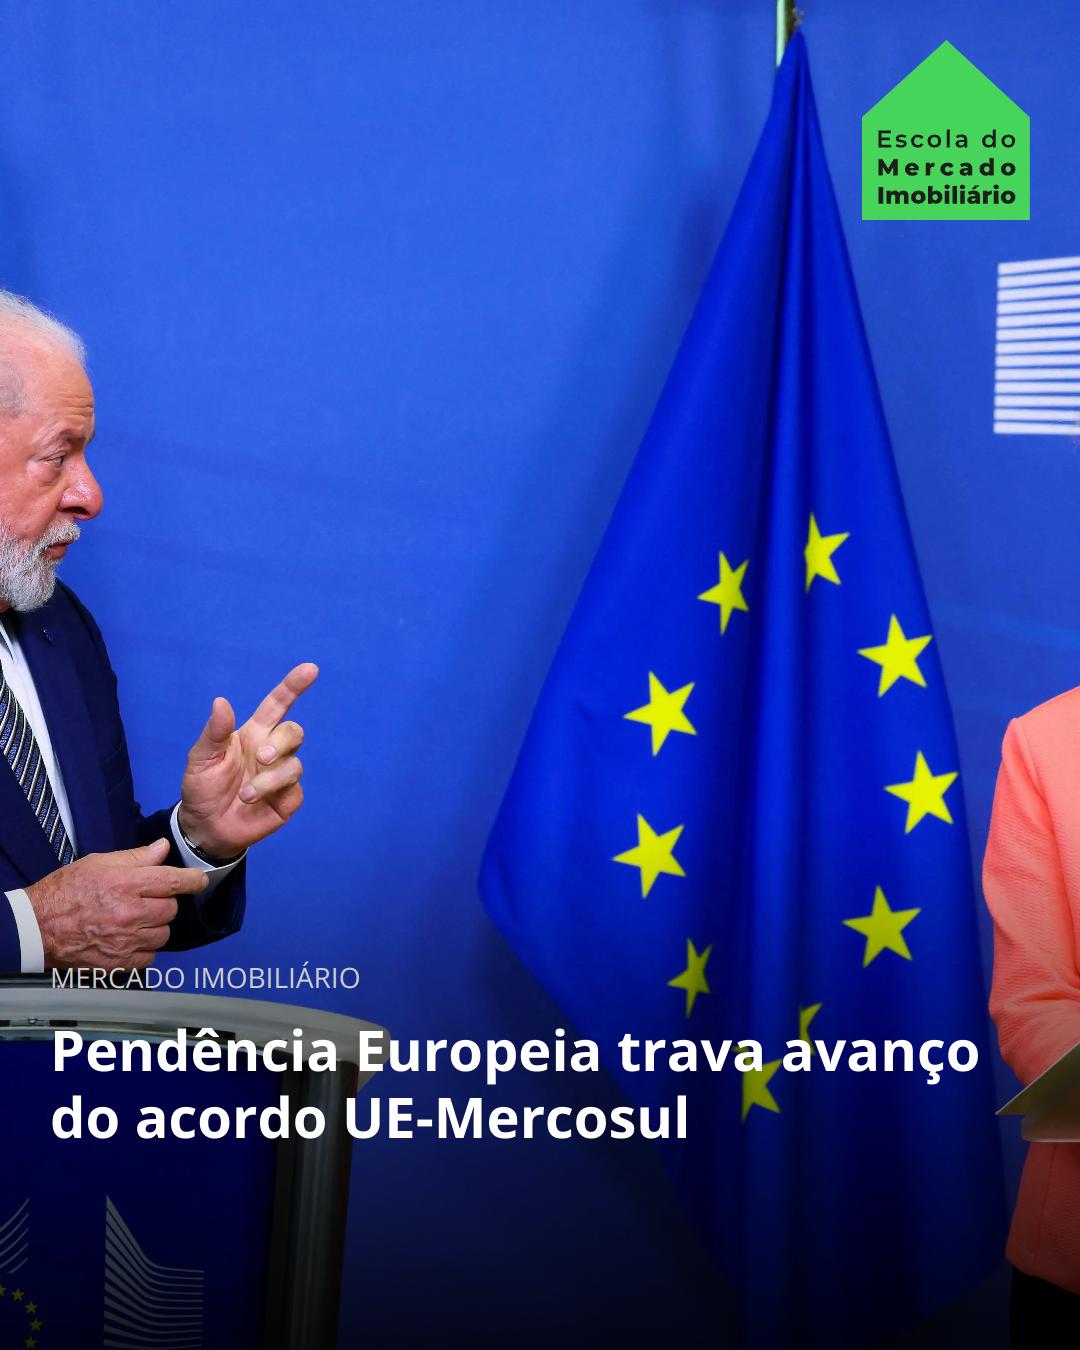 Escola do
Mercado
Imobiliário
MERCADO IMOBILIÁRIO
Pendência Europeia trava avanço
do acordo UE-Mercosul